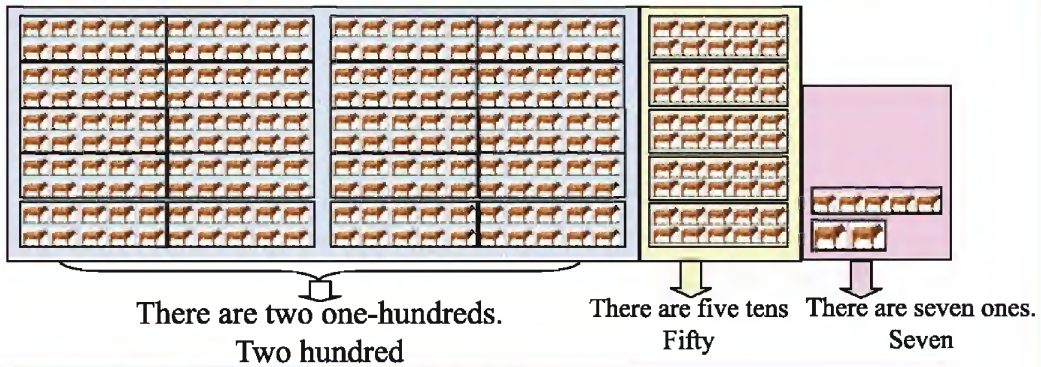 There are two one-hundreds.
Two hundred
There are five tens
Fifty
There are seven ones.
Seven